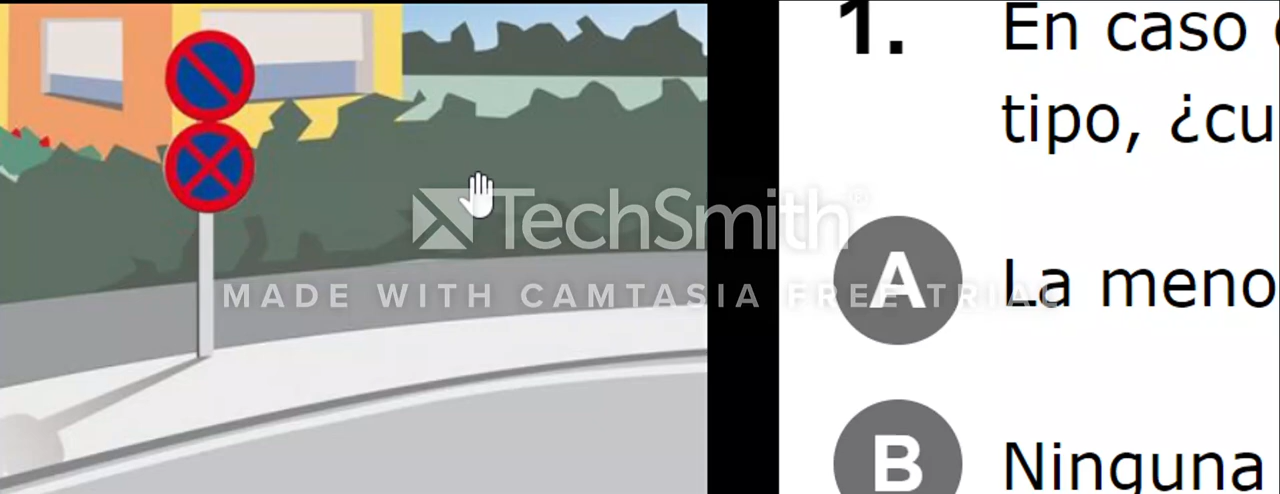 1. En caso
tipo, ¿cu
TechSmith®
A La meno
MADE WITH CAMTASIA FREE TRIAL
B Ninguna